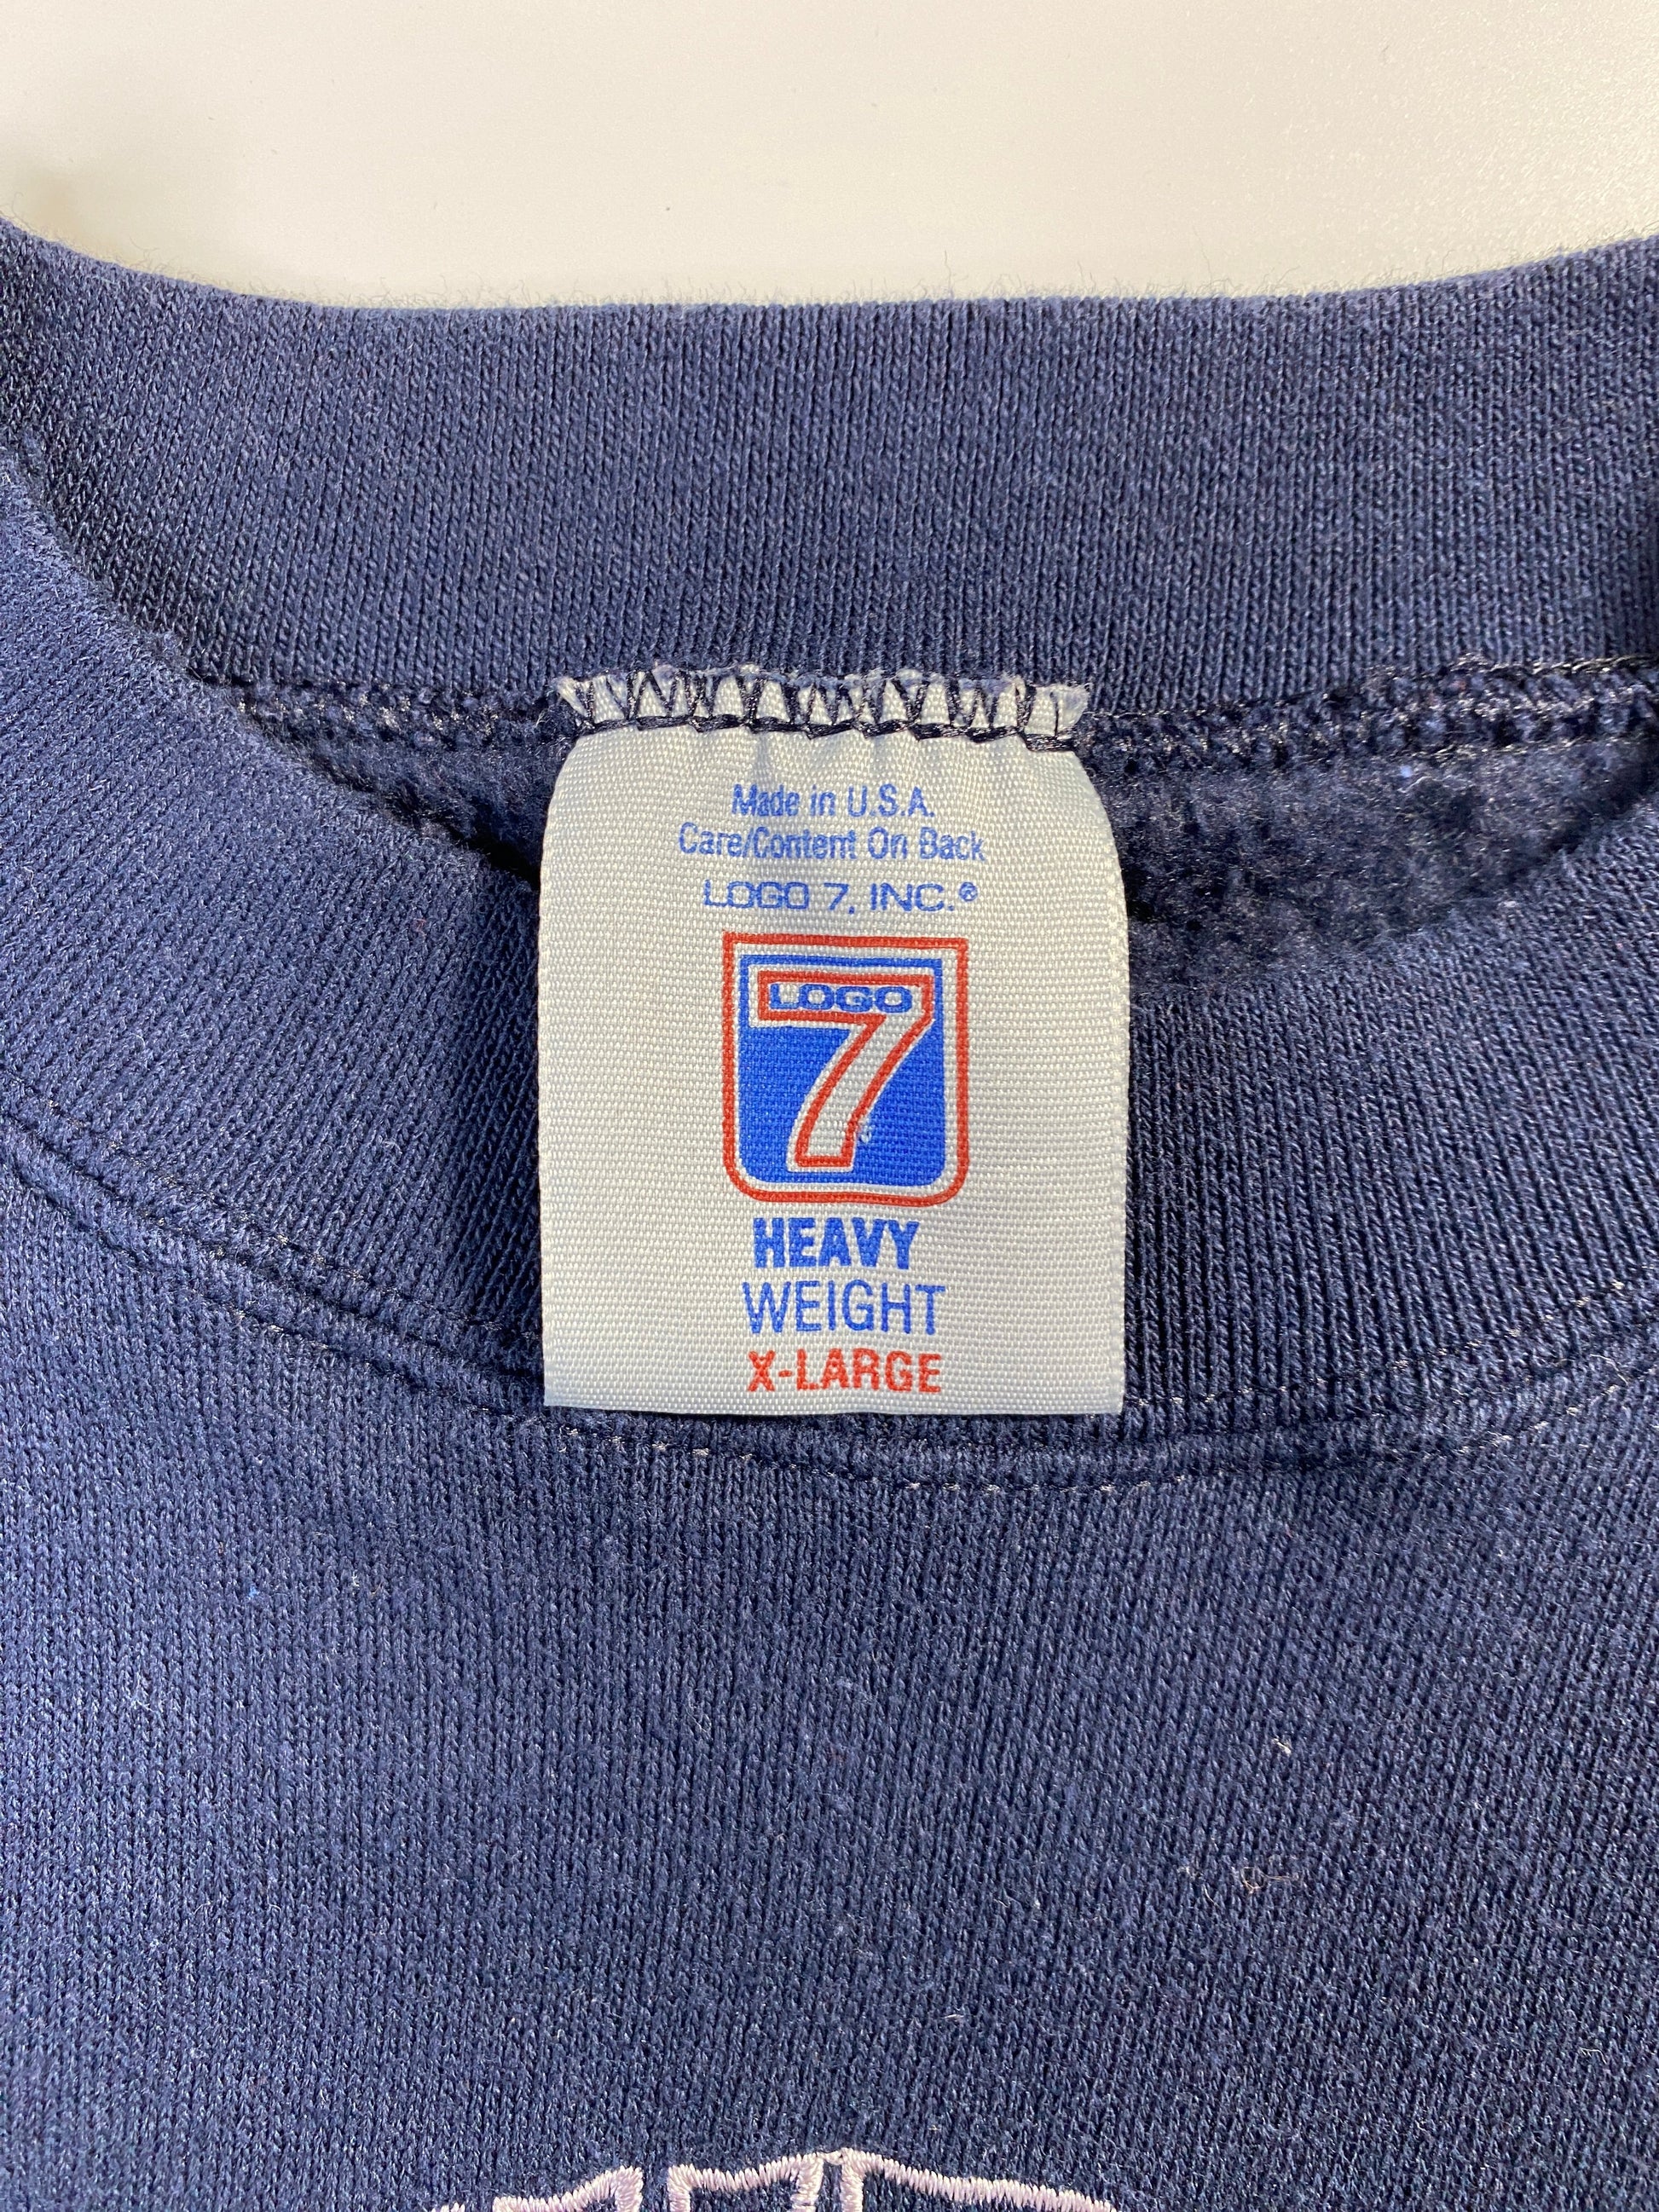 Made in U.S.A.
Care/Content On Back
LOGO 7, INC.®
LOGO
7
HEAVY
WEIGHT
X-LARGE